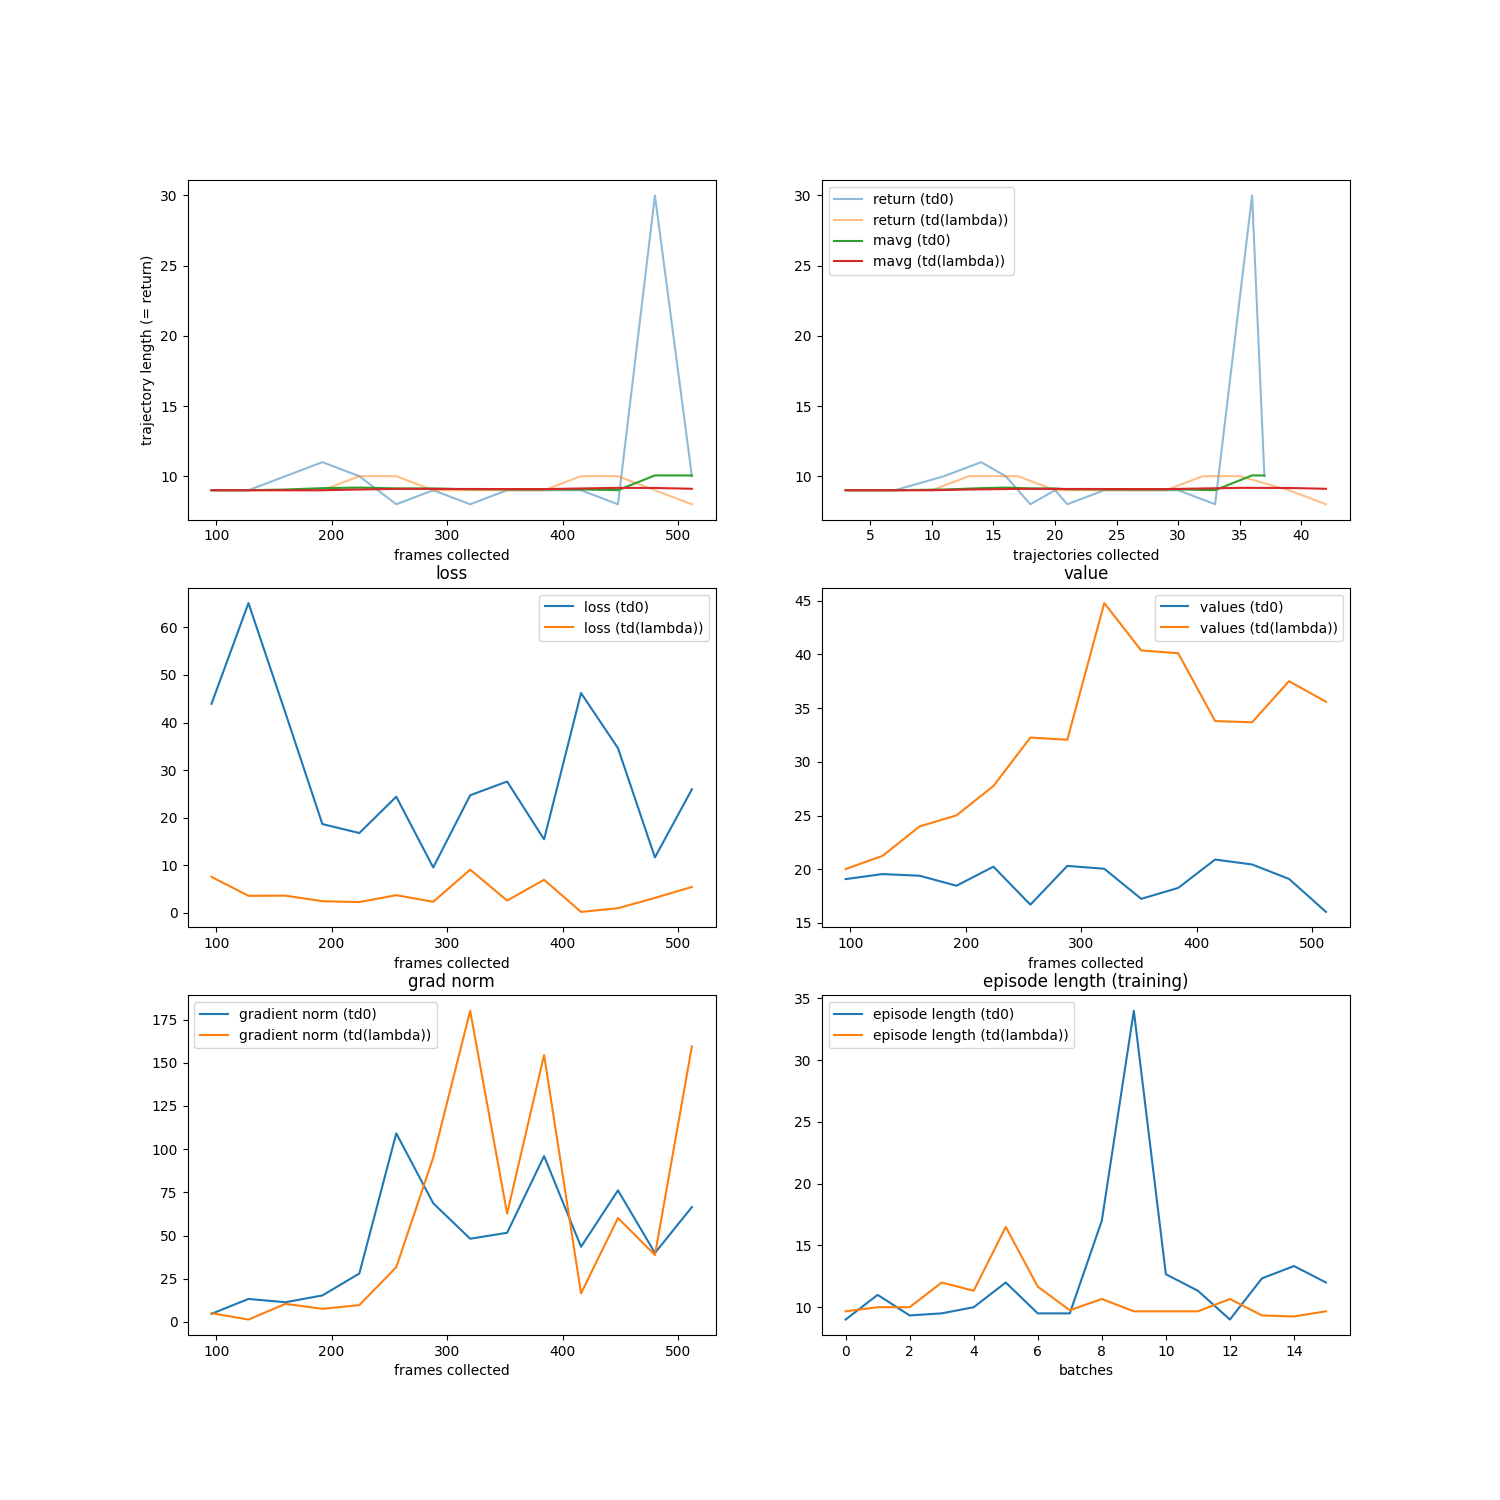 30
25
20
15
10
trajectory length (= return)
100 200 300 400 500
frames collected
return (td0)
return (td(lambda))
mavg (td0)
mavg (td(lambda))
30
25
20
15
10
5 10 15 20 25 30 35 40
trajectories collected
loss
loss (td0)
loss (td(lambda))
60
50
40
30
20
10
0
100 200 300 400 500
frames collected
value
values (td0)
values (td(lambda))
45
40
35
30
25
20
15
100 200 300 400 500
frames collected
grad norm
gradient norm (td0)
gradient norm (td(lambda))
175
150
125
100
75
50
25
0
100 200 300 400 500
frames collected
episode length (training)
episode length (td0)
episode length (td(lambda))
35
30
25
20
15
10
0 2 4 6 8 10 12 14
batches